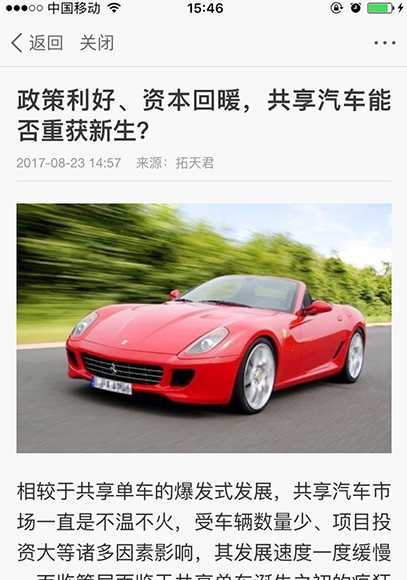 中国移动
15:46
返回 关闭
政策利好、资本回暖，共享汽车能
否重获新生？
2017-08-23 14:57 来源：拓天君
相较于共享单车的爆发式发展，共享汽车市
场一直是不温不火，受车辆数量少、项目投
资大等诸多因素影响，其发展速度一度缓慢